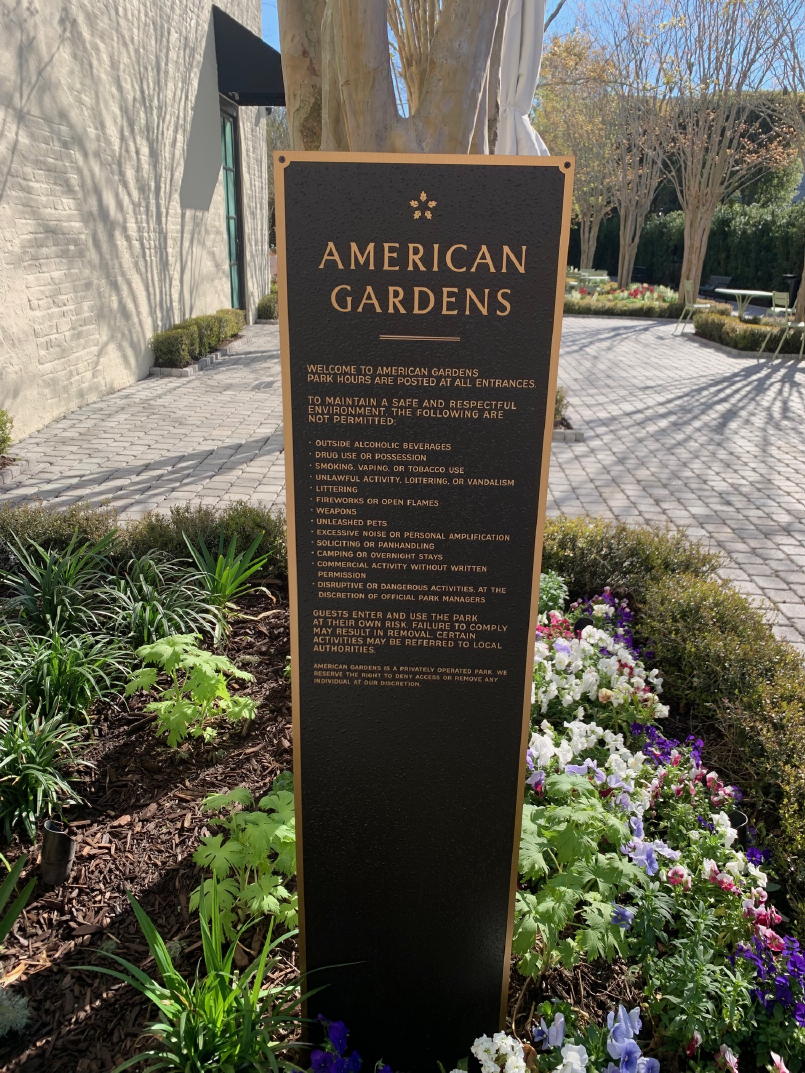 AMERICAN
GARDENS
WELCOME TO AMERICAN GARDENS
PARK HOURS ARE POSTED AT ALL ENTRANCES.
TO MAINTAIN A SAFE AND RESPECTFUL
ENVIRONMENT, THE FOLLOWING ARE
NOT PERMITTED:
· OUTSIDE ALCOHOLIC BEVERAGES
· DRUG USE OR POSSESSION
· SMOKING, VAPING, OR TOBACCO USE
· UNLAWFUL ACTIVITY, LOITERING, OR VANDALISM
· LITTERING
· FIREWORKS OR OPEN FLAMES
· WEAPONS
· UNLEASHED PETS
· EXCESSIVE NOISE OR PERSONAL AMPLIFICATION
· SOLICITING OR PANHANDLING
· CAMPING OR OVERNIGHT STAYS
· COMMERCIAL ACTIVITY WITHOUT WRITTEN
PERMISSION
· DISRUPTIVE OR DANGEROUS ACTIVITIES, AT THE
DISCRETION OF OFFICIAL PARK MANAGERS
GUESTS ENTER AND USE THE PARK
AT THEIR OWN RISK. FAILURE TO COMPLY
MAY RESULT IN REMOVAL. CERTAIN
ACTIVITIES MAY BE REFERRED TO LOCAL
AUTHORITIES.
AMERICAN GARDENS IS A PRIVATELY OPERATED PARK. WE
RESERVE THE RIGHT TO DENY ACCESS OR REMOVE ANY
INDIVIDUAL AT OUR DISCRETION.